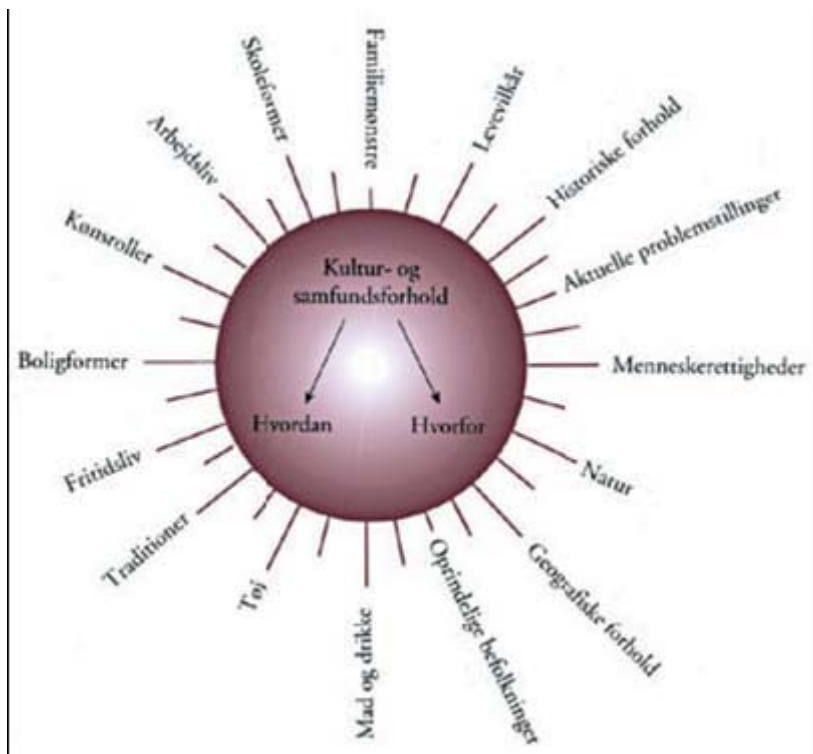 Familiemønstre
Levevilkår
Historiske forhold
Aktuelle problemstillinger
Menneskerettigheder
Natur
Geografiske forhold
Oprindelige befolkninger
Mad og drikke
Tøj
Traditioner
Fritidsliv
Boligformer
Kønsroller
Arbejdsliv
Skoleformer
Kultur- og
samfundsforhold
Hvordan
Hvorfor